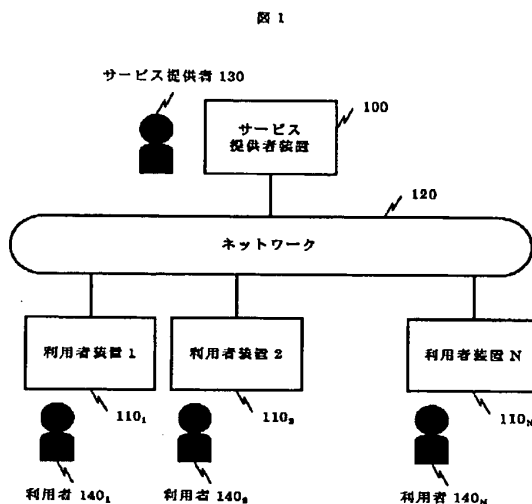 図 1
サービス提供者 130
サービス
提供者装置
100
120
ネットワーク
利用者装置 1
利用者装置 2
利用者装置 N
110₁
110₂
110N
利用者 140₁
利用者 140₂
利用者 140N